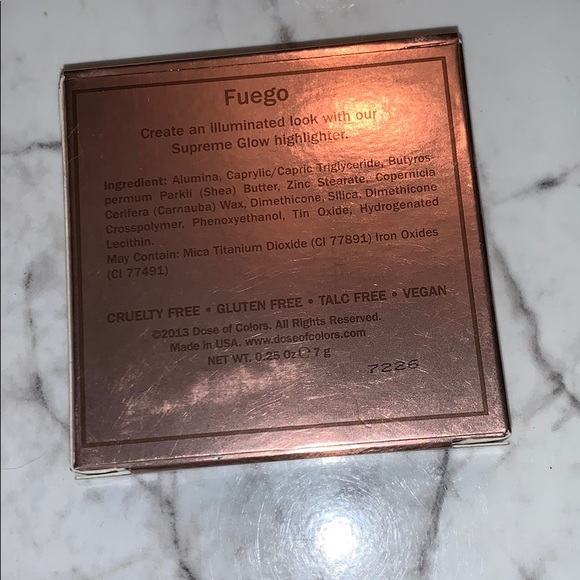 Fuego
Create an illuminated look with our
Supreme Glow highlighter.
Ingredient: Alumina, Caprylic/Capric Triglyceride, Butyros-
permum Parkii (Shea) Butter, Zinc Stearate, Copernicia
Cerifera (Carnauba) Wax, Dimethicone, Silica, Dimethicone
Crosspolymer, Phenoxyethanol, Tin Oxide, Hydrogenated
Lecithin.
May Contain: Mica Titanium Dioxide (CI 77891) Iron Oxides
(CI 77491)
CRUELTY FREE • GLUTEN FREE • TALC FREE • VEGAN
©2013 Dose of Colors. All Rights Reserved.
Made in USA. www.doseofcolors.com
NET WT. 0.25 Oz ℮ 7 g
7226